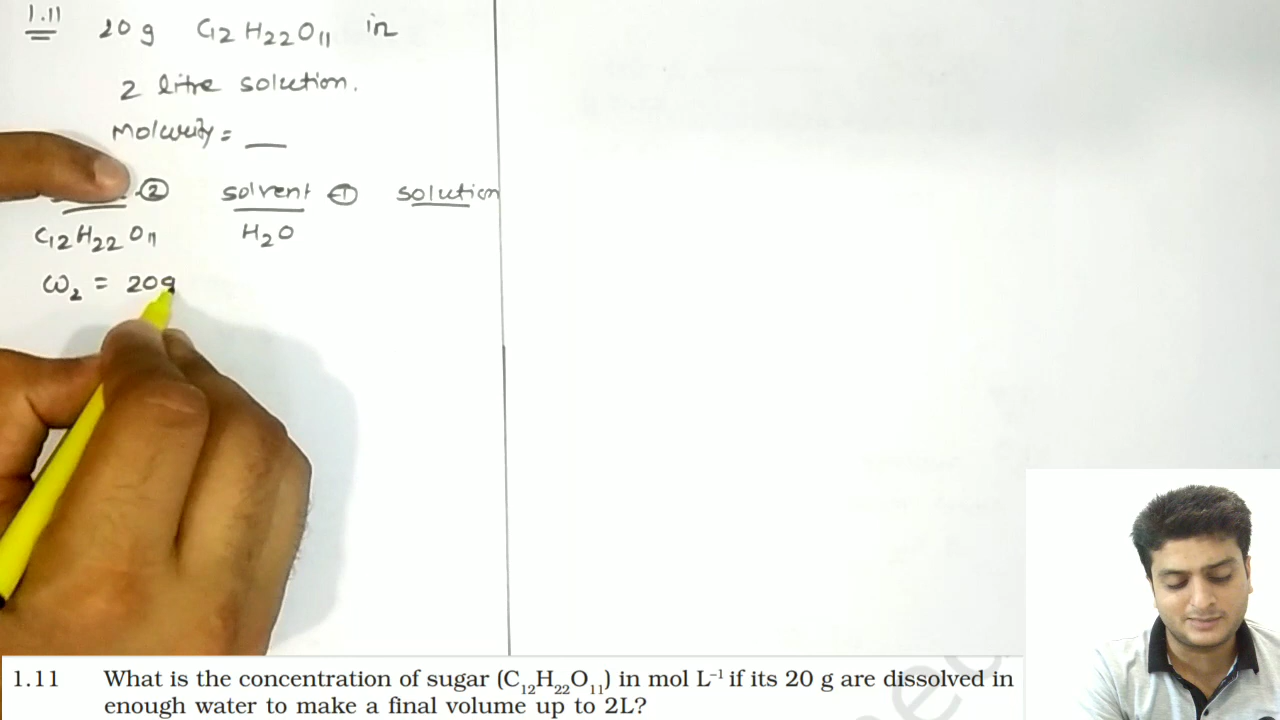 1.11 20 g C12H22O11 in
2 litre solution.
Molarity = __
② solvent ① solution
C12H22O11 H2O
ω2 = 20g
1.11 What is the concentration of sugar (C12H22O11) in mol L–1 if its 20 g are dissolved in
enough water to make a final volume up to 2L?